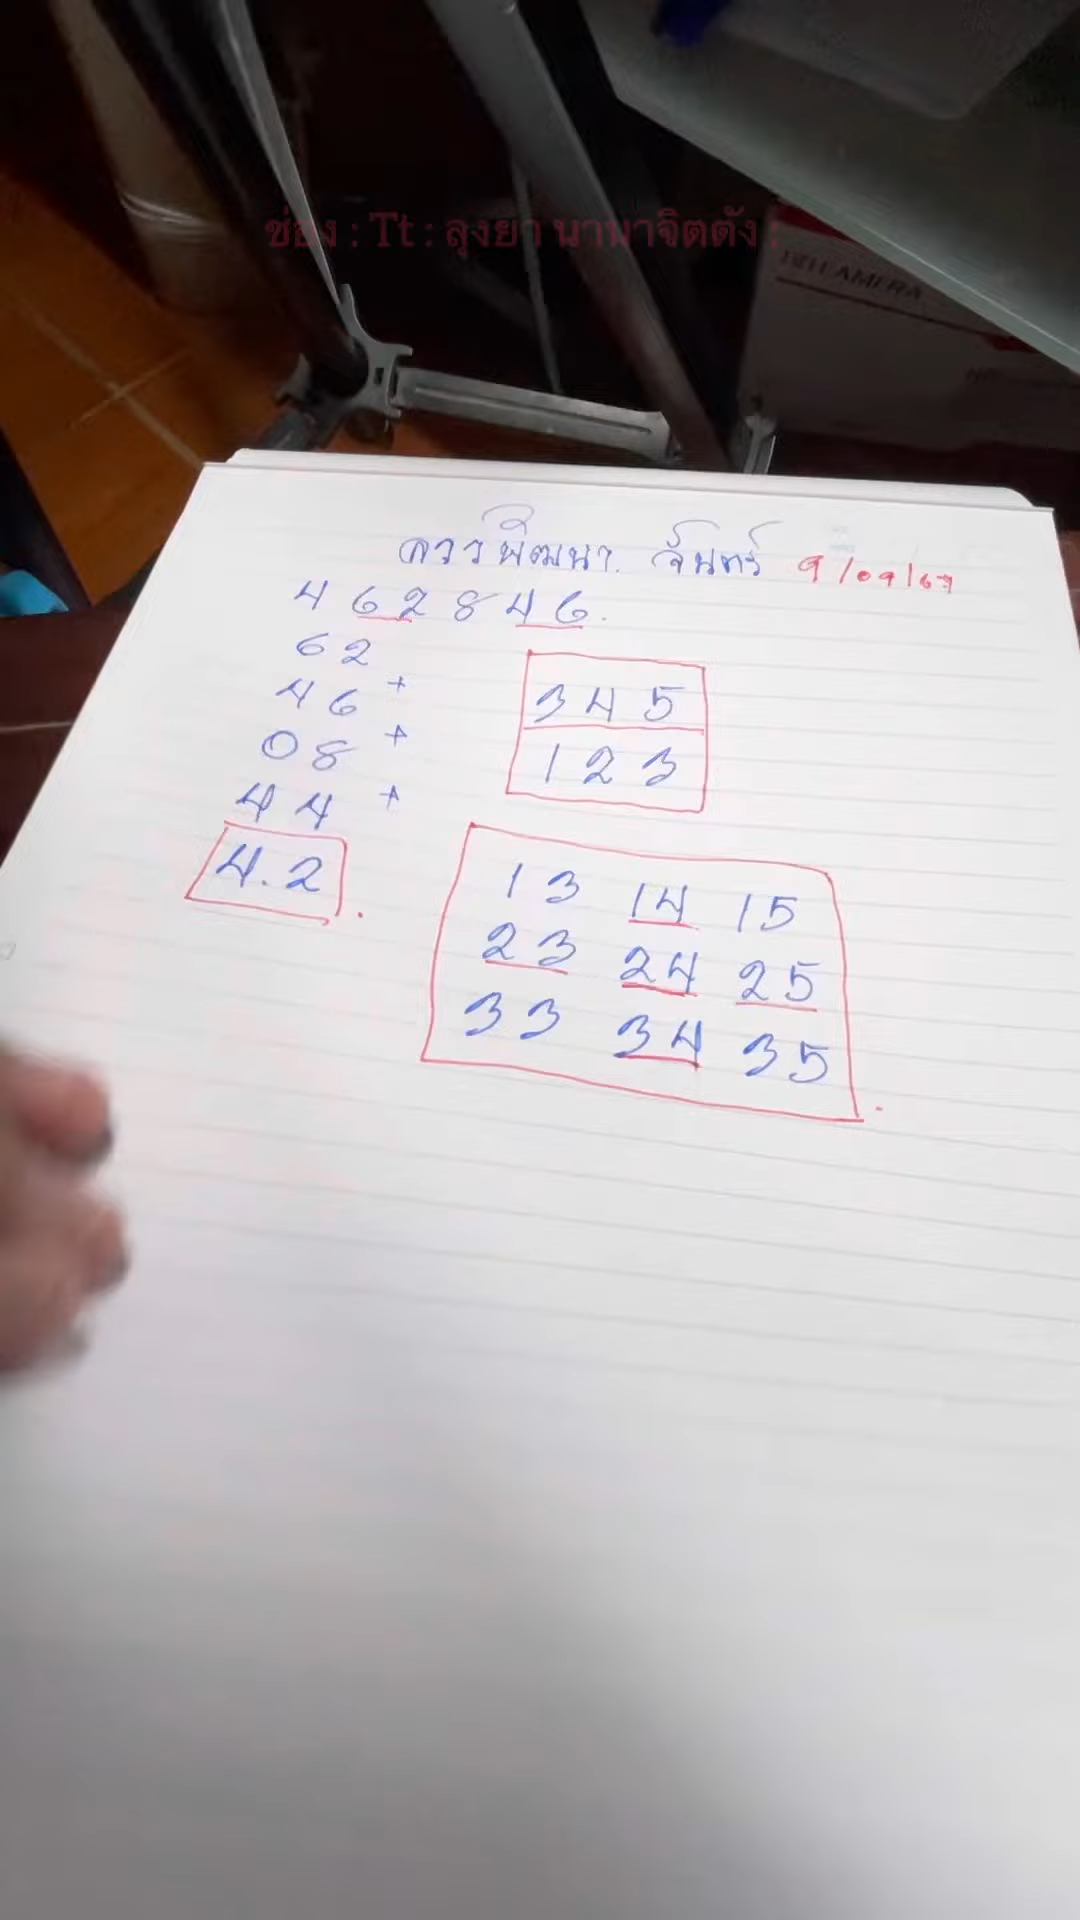 ช่อง : Tt : ลุงยา นามาจิตดัง :
ลาวพัฒนา. จันทร์ 9/09/67
462846.
62
46 +
08 +
44 +
4.2
345
123
13 14 15
23 24 25
33 34 35